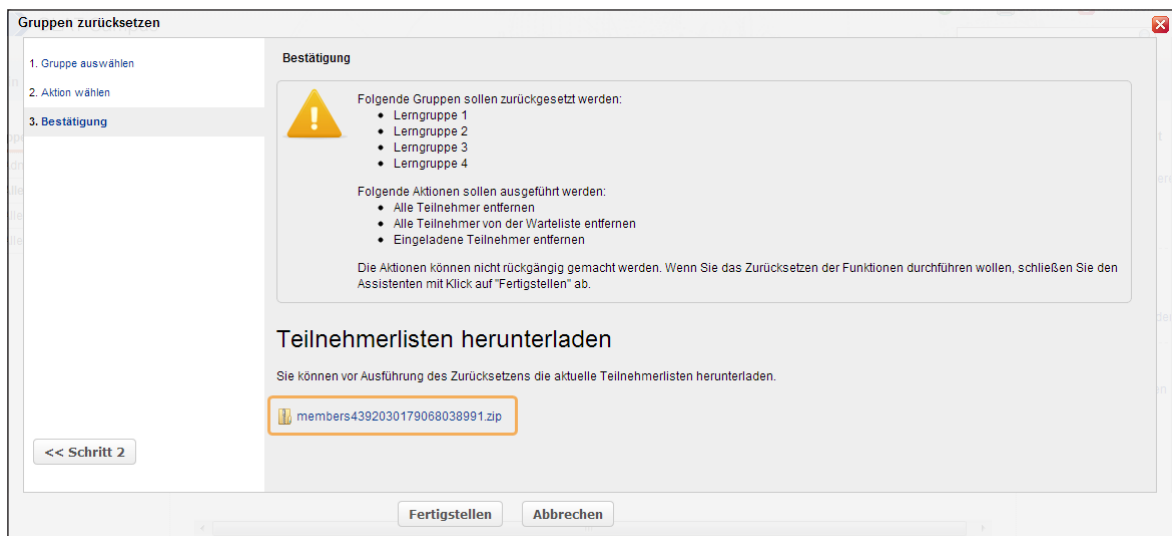 Gruppen zurücksetzen
1. Gruppe auswählen
2. Aktion wählen
3. Bestätigung
Bestätigung
Folgende Gruppen sollen zurückgesetzt werden:
• Lerngruppe 1
• Lerngruppe 2
• Lerngruppe 3
• Lerngruppe 4
Folgende Aktionen sollen ausgeführt werden:
• Alle Teilnehmer entfernen
• Alle Teilnehmer von der Warteliste entfernen
• Eingeladene Teilnehmer entfernen
Die Aktionen können nicht rückgängig gemacht werden. Wenn Sie das Zurücksetzen der Funktionen durchführen wollen, schließen Sie den
Assistenten mit Klick auf "Fertigstellen" ab.
Teilnehmerlisten herunterladen
Sie können vor Ausführung des Zurücksetzens die aktuelle Teilnehmerlisten herunterladen.
members4392030179068038991.zip
<< Schritt 2
Fertigstellen
Abbrechen